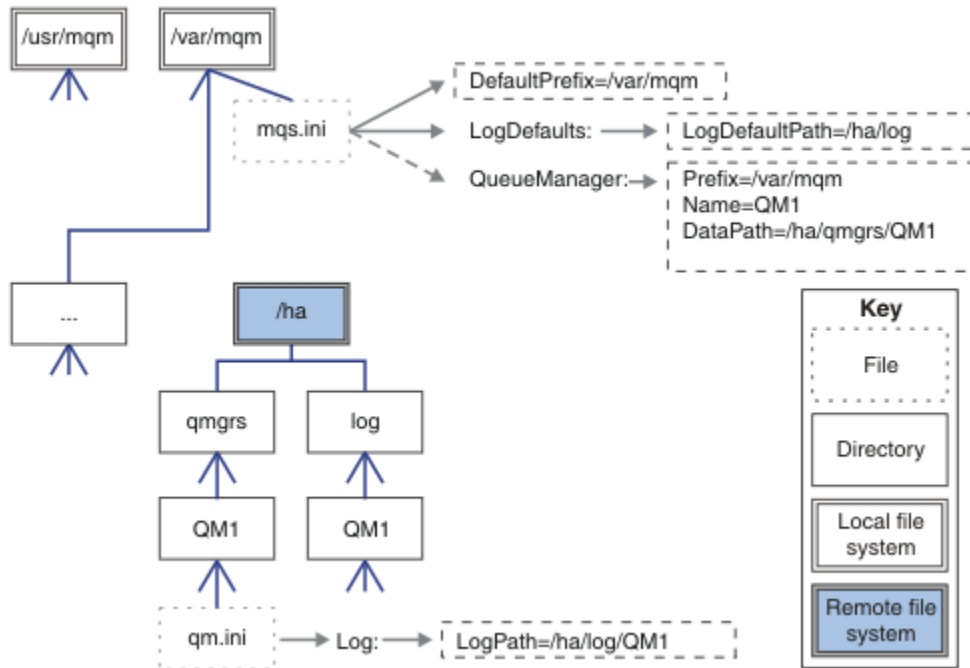 /usr/mqm
/var/mqm
mqs.ini
DefaultPrefix=/var/mqm
LogDefaults:
LogDefaultPath=/ha/log
QueueManager:
Prefix=/var/mqm
Name=QM1
DataPath=/ha/qmgrs/QM1
...
/ha
qmgrs
log
QM1
QM1
qm.ini
Log:
LogPath=/ha/log/QM1
Key
File
Directory
Local file
system
Remote file
system